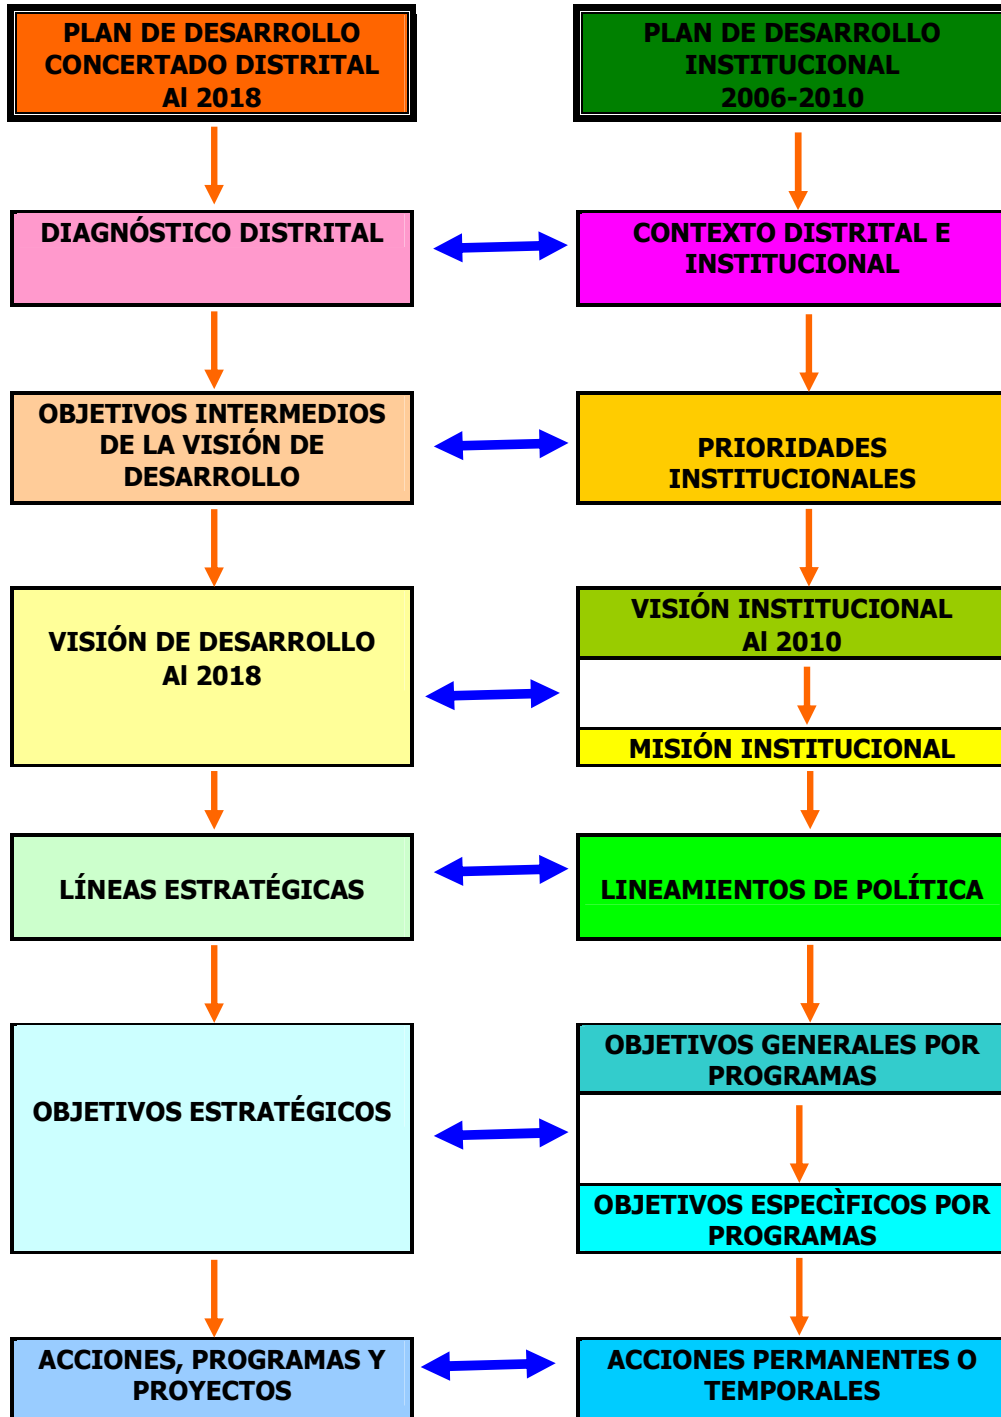 PLAN DE DESARROLLO
CONCERTADO DISTRITAL
Al 2018
PLAN DE DESARROLLO
INSTITUCIONAL
2006-2010
DIAGNÓSTICO DISTRITAL
CONTEXTO DISTRITAL E
INSTITUCIONAL
OBJETIVOS INTERMEDIOS
DE LA VISIÓN DE
DESARROLLO
PRIORIDADES
INSTITUCIONALES
VISIÓN DE DESARROLLO
Al 2018
VISIÓN INSTITUCIONAL
Al 2010
MISIÓN INSTITUCIONAL
LÍNEAS ESTRATÉGICAS
LINEAMIENTOS DE POLÍTICA
OBJETIVOS ESTRATÉGICOS
OBJETIVOS GENERALES POR
PROGRAMAS
OBJETIVOS ESPECÌFICOS POR
PROGRAMAS
ACCIONES, PROGRAMAS Y
PROYECTOS
ACCIONES PERMANENTES O
TEMPORALES